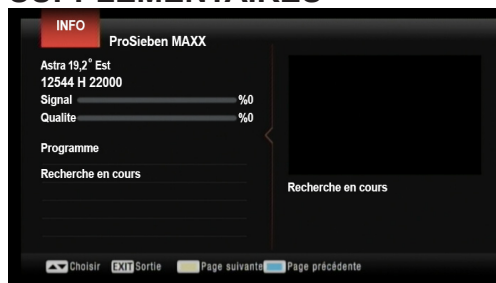 SUPPLEMENTAIRES
INFO
ProSieben MAXX
Astra 19,2° Est
12544 H 22000
Signal %0
Qualite %0
Programme
Recherche en cours
Recherche en cours
Choisir EXIT Sortie Page suivante Page précédente